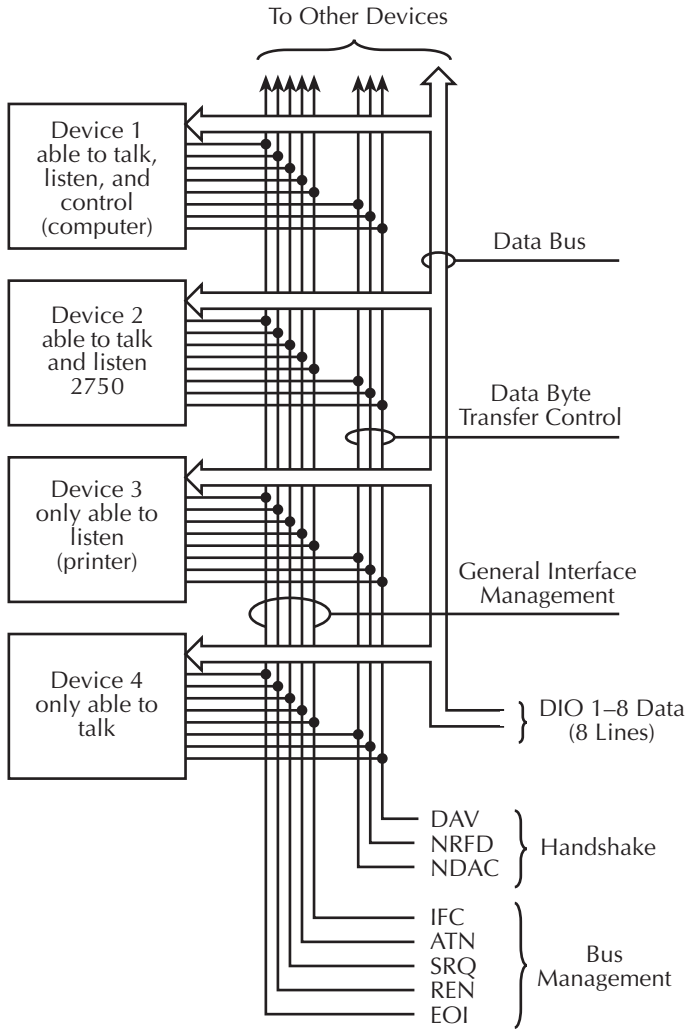 To Other Devices
Device 1
able to talk,
listen, and
control
(computer)
Data Bus
Device 2
able to talk
and listen
2750
Data Byte
Transfer Control
Device 3
only able to
listen
(printer)
General Interface
Management
Device 4
only able to
talk
DIO 1–8 Data
(8 Lines)
DAV
NRFD
NDAC
Handshake
IFC
ATN
SRQ
REN
EOI
Bus
Management